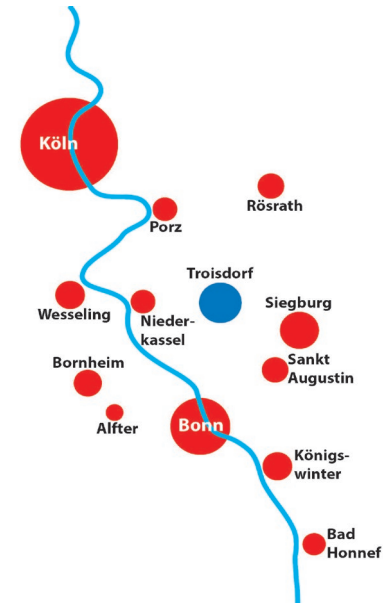 Köln
Rösrath
Porz
Troisdorf
Wesseling
Nieder-
kassel
Siegburg
Bornheim
Sankt
Augustin
Alfter
Bonn
Königs-
winter
Bad
Honnef